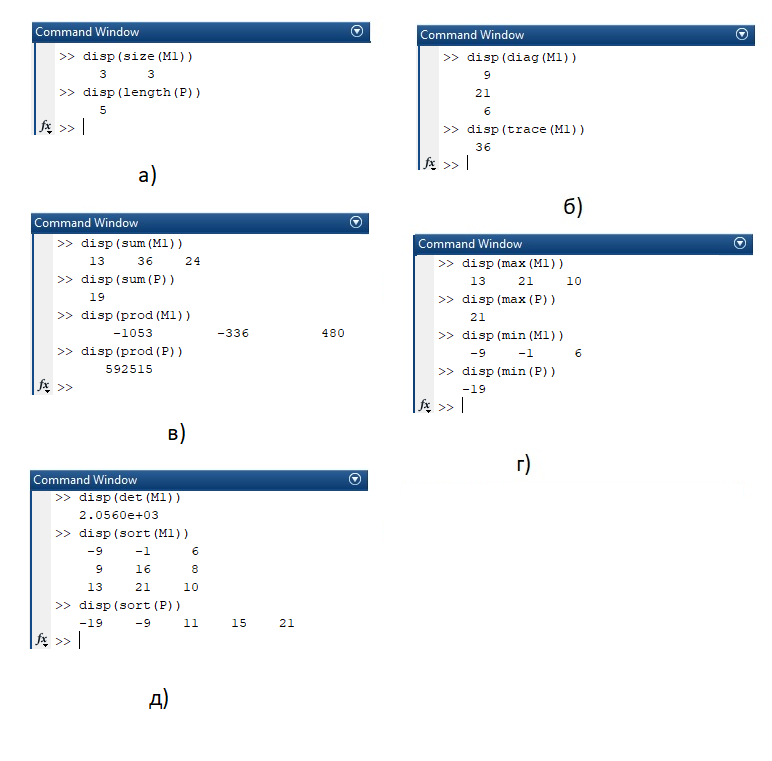 Command Window
>> disp(size(M1))
3 3
>> disp(length(P))
5
fx >>
а)
Command Window
>> disp(diag(M1))
9
21
6
>> disp(trace(M1))
36
fx >>
б)
Command Window
>> disp(sum(M1))
13 36 24
>> disp(sum(P))
19
>> disp(prod(M1))
-1053 -336 480
>> disp(prod(P))
592515
fx >>
в)
Command Window
>> disp(max(M1))
13 21 10
>> disp(max(P))
21
>> disp(min(M1))
-9 -1 6
>> disp(min(P))
-19
fx >>
г)
Command Window
>> disp(det(M1))
2.0560e+03
>> disp(sort(M1))
-9 -1 6
9 16 8
13 21 10
>> disp(sort(P))
-19 -9 11 15 21
fx >>
д)